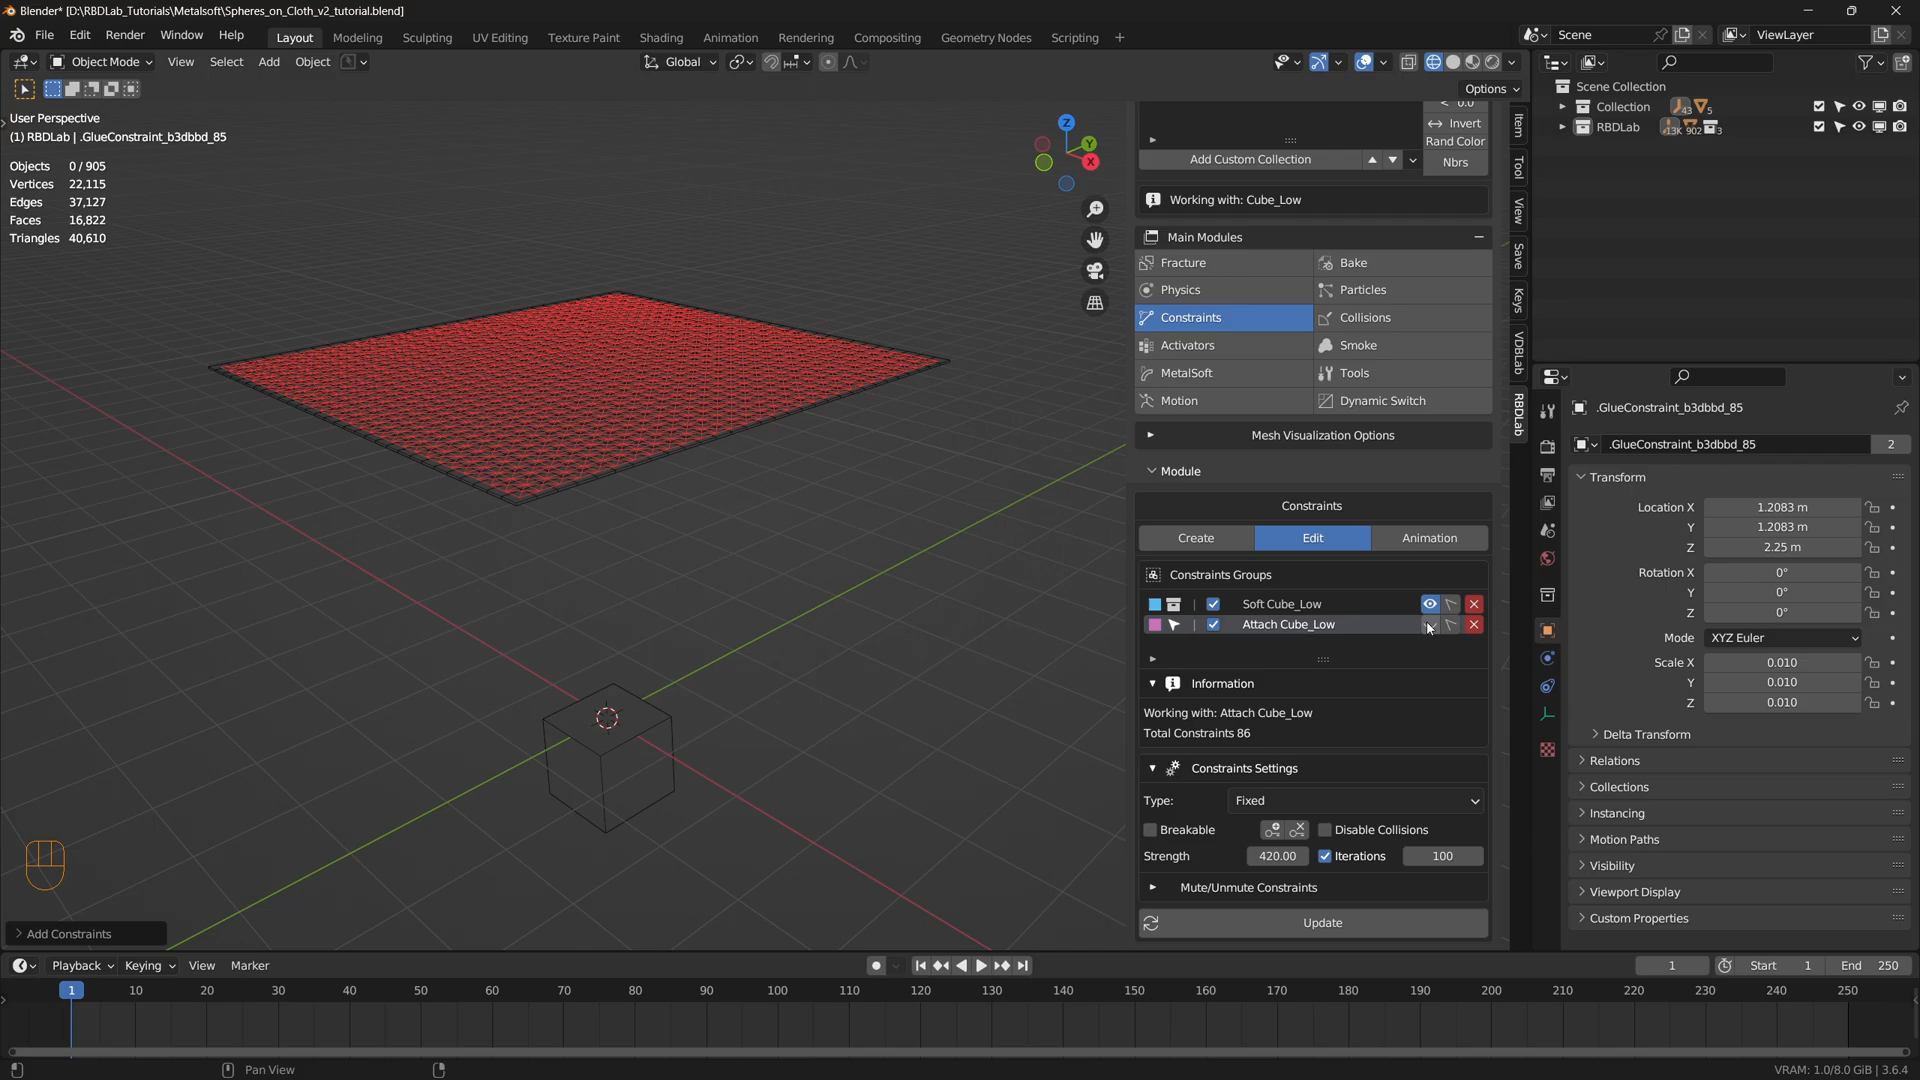 Blender* [D:\RBDLab_Tutorials\Metalsoft\Spheres_on_Cloth_v2_tutorial.blend]
File Edit Render Window Help Layout Modeling Sculpting UV Editing Texture Paint Shading Animation Rendering Compositing Geometry Nodes Scripting + Scene ViewLayer
Object Mode View Select Add Object Global
Options
User Perspective
(1) RBDLab | .GlueConstraint_b3dbbd_85
Objects 0 / 905
Vertices 22,115
Edges 37,127
Faces 16,822
Triangles 40,610
Z
Y
X
< 0.0
Invert
Rand Color
Add Custom Collection Nbrs
Working with: Cube_Low
Main Modules
Fracture Bake
Physics Particles
Constraints Collisions
Activators Smoke
MetalSoft Tools
Motion Dynamic Switch
Mesh Visualization Options
Module
Constraints
Create Edit Animation
Constraints Groups
Soft Cube_Low
Attach Cube_Low
Information
Working with: Attach Cube_Low
Total Constraints 86
Constraints Settings
Type: Fixed
Breakable Disable Collisions
Strength 420.00 Iterations 100
Mute/Unmute Constraints
Update
Item
Tool
View
Save
Keys
VDBLab
RBDLab
Scene Collection
Collection 43 5
RBDLab 13K 902 3
.GlueConstraint_b3dbbd_85
.GlueConstraint_b3dbbd_85 2
Transform
Location X 1.2083 m
Y 1.2083 m
Z 2.25 m
Rotation X 0°
Y 0°
Z 0°
Mode XYZ Euler
Scale X 0.010
Y 0.010
Z 0.010
Delta Transform
Relations
Collections
Instancing
Motion Paths
Visibility
Viewport Display
Custom Properties
Add Constraints
Playback Keying View Marker 1 Start 1 End 250
1 10 20 30 40 50 60 70 80 90 100 110 120 130 140 150 160 170 180 190 200 210 220 230 240 250
Pan View VRAM: 1.0/8.0 GiB | 3.6.4